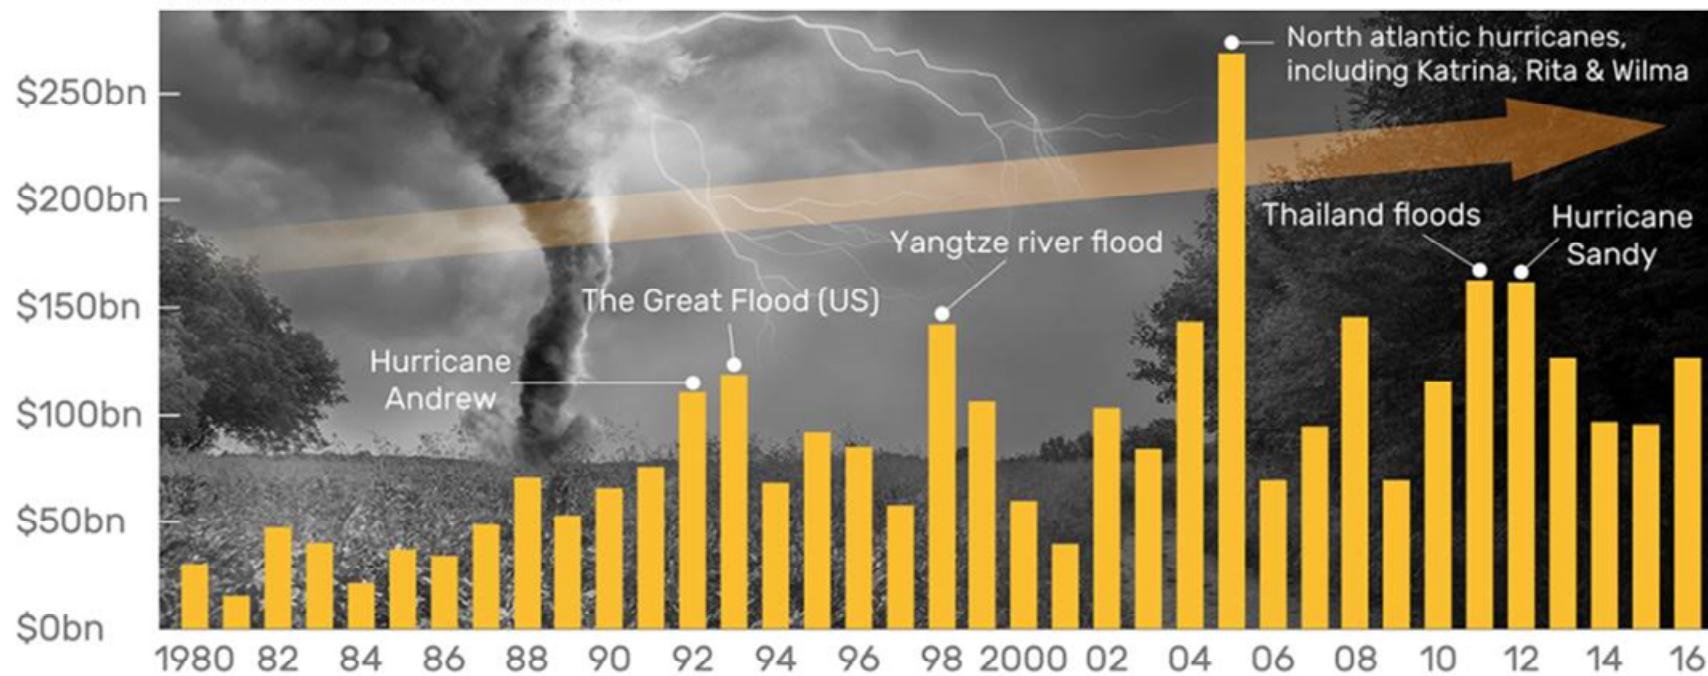 North atlantic hurricanes,
including Katrina, Rita & Wilma
$250bn
$200bn
Thailand floods
Hurricane
Sandy
Yangtze river flood
The Great Flood (US)
$150bn
Hurricane
Andrew
$100bn
$50bn
$0bn
1980 82 84 86 88 90 92 94 96 98 2000 02 04 06 08 10 12 14 16